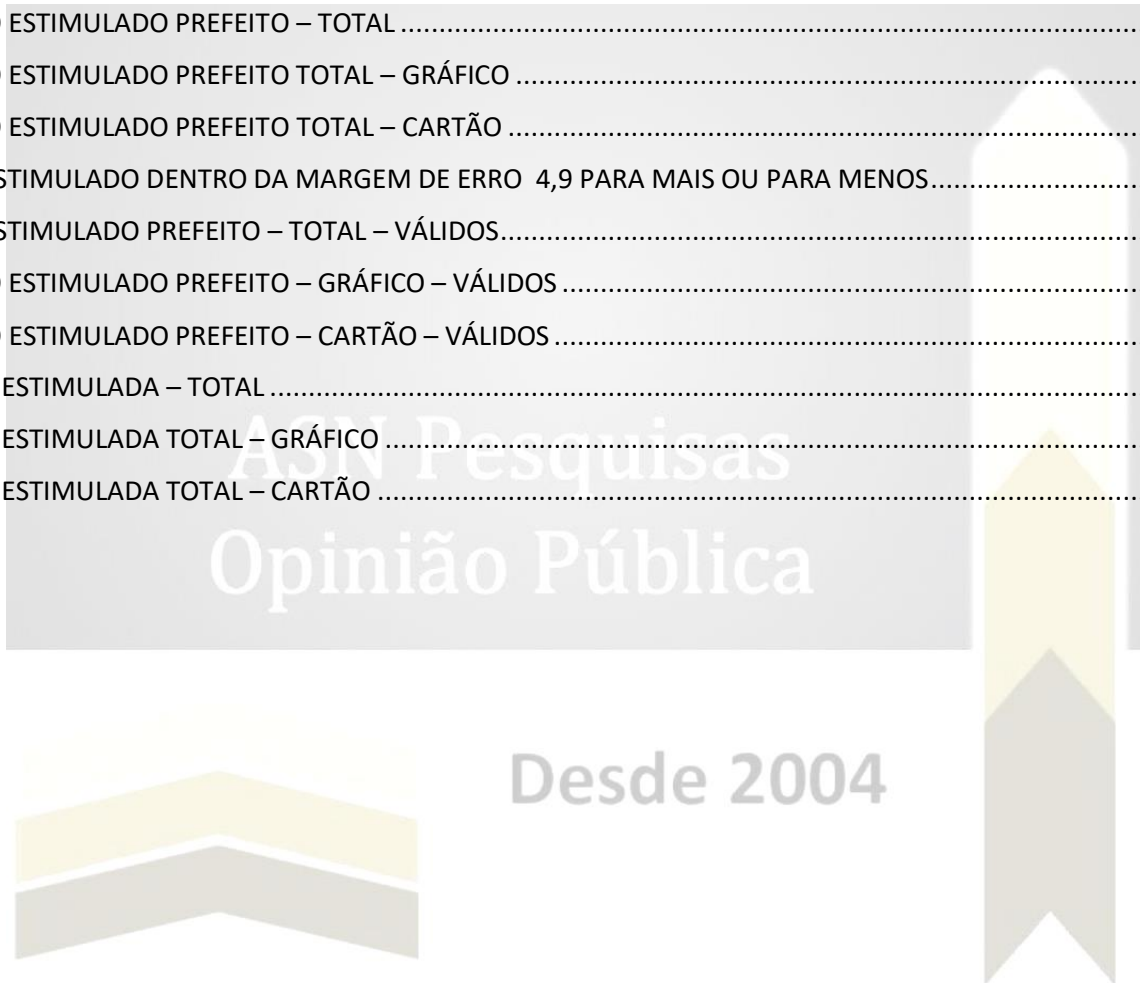 ESTIMULADO PREFEITO – TOTAL ................................................................................................
ESTIMULADO PREFEITO TOTAL – GRÁFICO ................................................................................
ESTIMULADO PREFEITO TOTAL – CARTÃO .................................................................................
STIMULADO DENTRO DA MARGEM DE ERRO 4,9 PARA MAIS OU PARA MENOS...........................
STIMULADO PREFEITO – TOTAL – VÁLIDOS...................................................................................
ESTIMULADO PREFEITO – GRÁFICO – VÁLIDOS ..........................................................................
ESTIMULADO PREFEITO – CARTÃO – VÁLIDOS ...........................................................................
ESTIMULADA – TOTAL ..................................................................................................................
ESTIMULADA TOTAL – GRÁFICO ..................................................................................................
ESTIMULADA TOTAL – CARTÃO ...................................................................................................
ASN Pesquisas
Opinião Pública
Desde 2004